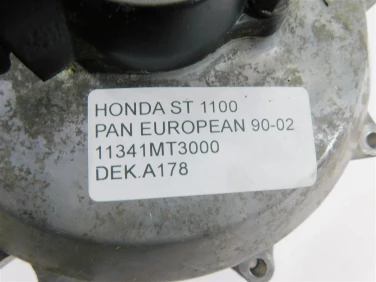 HONDA ST 1100
PAN EUROPEAN 90-02
11341MT3000
DEK.A178